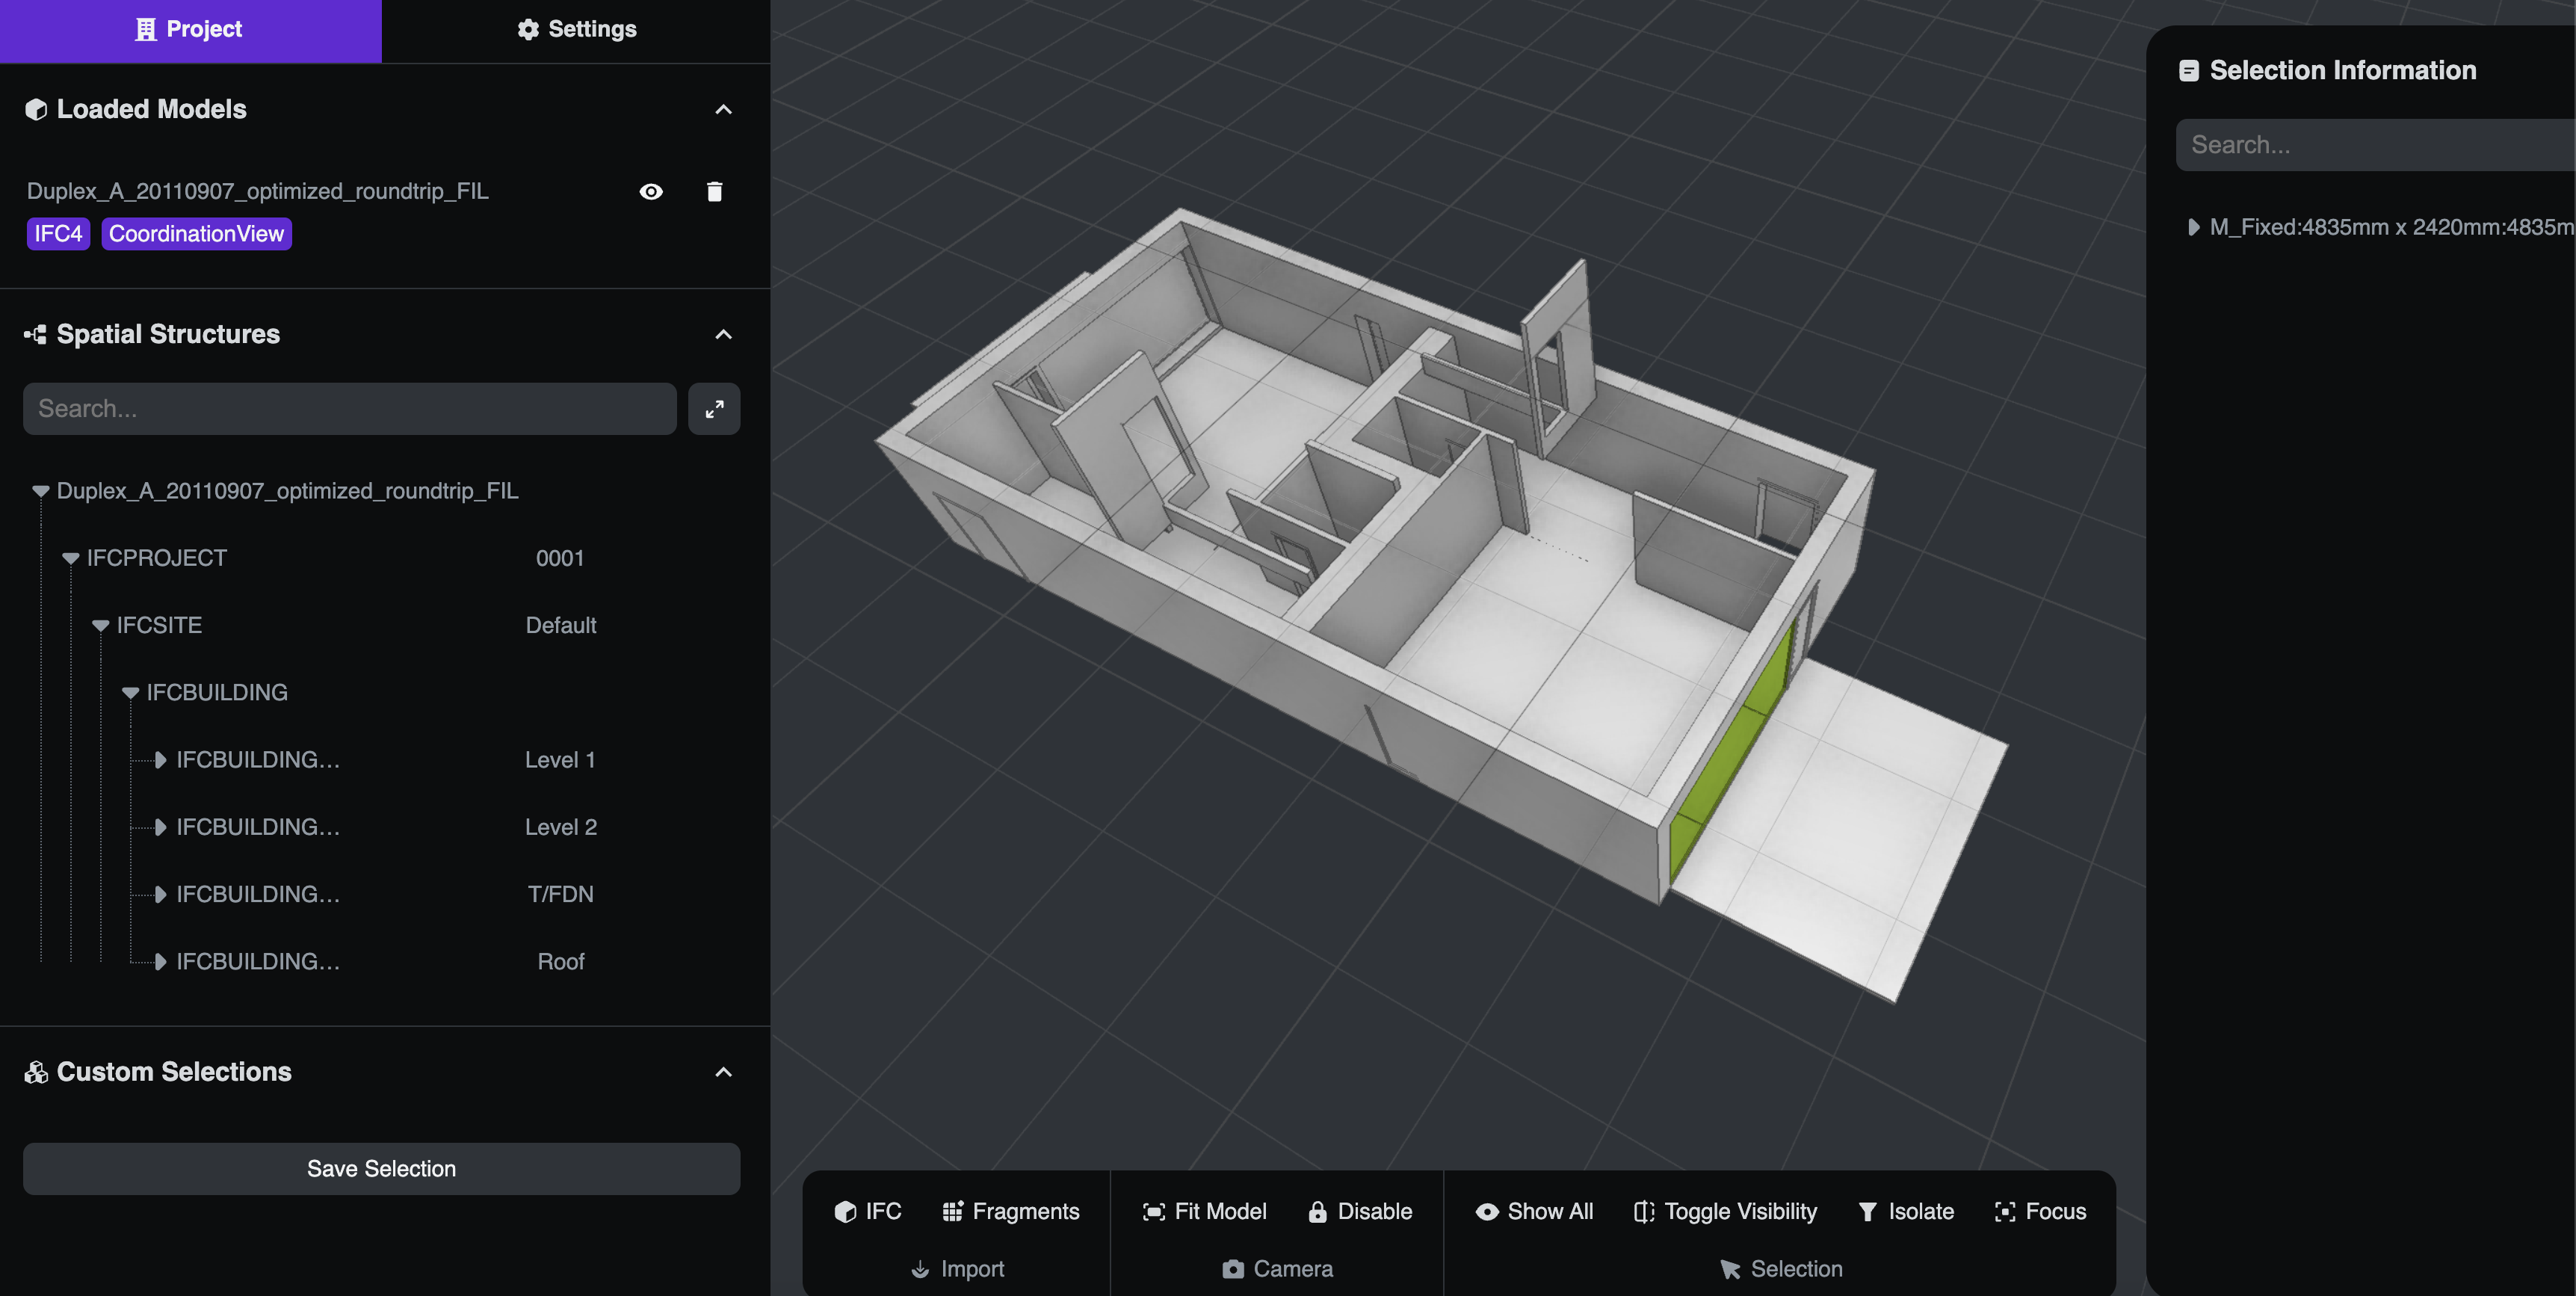 Project
Settings
Loaded Models
Duplex_A_20110907_optimized_roundtrip_FIL
IFC4 CoordinationView
Spatial Structures
Search...
Duplex_A_20110907_optimized_roundtrip_FIL
IFCPROJECT 0001
IFCSITE Default
IFCBUILDING
IFCBUILDING... Level 1
IFCBUILDING... Level 2
IFCBUILDING... T/FDN
IFCBUILDING... Roof
Custom Selections
Save Selection
IFC Fragments
Import
Fit Model Disable
Camera
Show All Toggle Visibility Isolate Focus
Selection
Selection Information
Search...
M_Fixed:4835mm x 2420mm:4835m